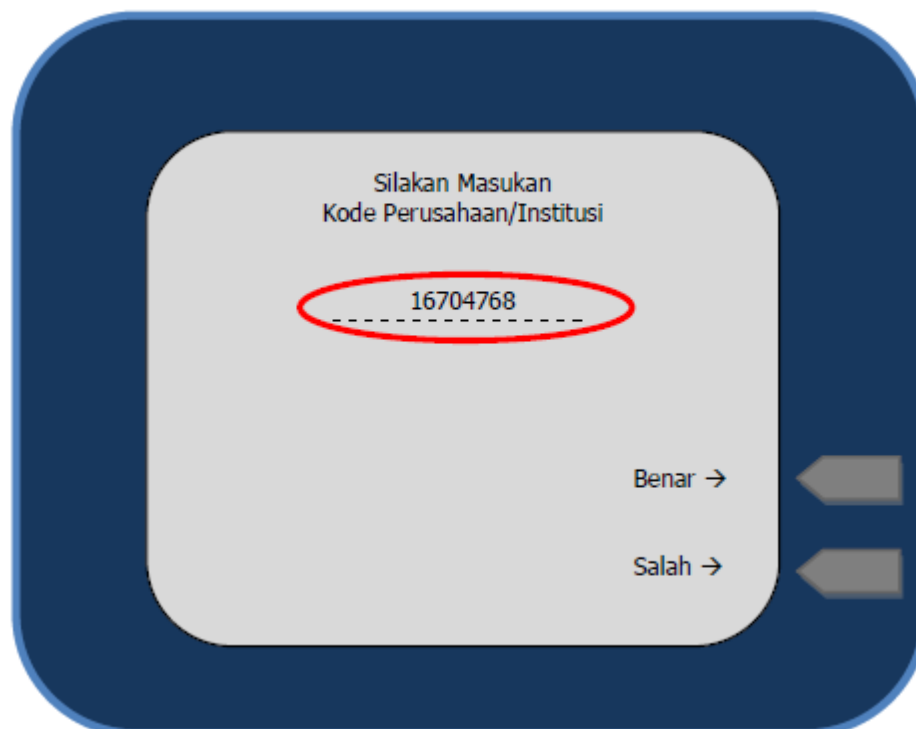 Silakan Masukan
Kode Perusahaan/Institusi
16704768
Benar →
Salah →